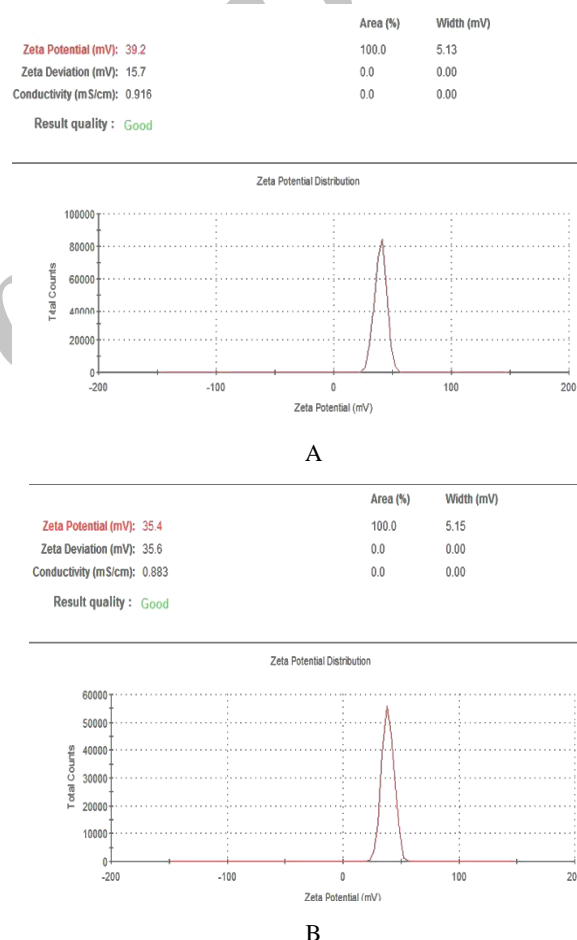 Area (%) Width (mV)
Zeta Potential (mV): 39.2 100.0 5.13
Zeta Deviation (mV): 15.7 0.0 0.00
Conductivity (mS/cm): 0.916 0.0 0.00
Result quality : Good
Zeta Potential Distribution
100000
80000
60000
40000
20000
0
Total Counts
-200 -100 0 100 200
Zeta Potential (mV)
A
Area (%) Width (mV)
Zeta Potential (mV): 35.4 100.0 5.15
Zeta Deviation (mV): 35.6 0.0 0.00
Conductivity (mS/cm): 0.883 0.0 0.00
Result quality : Good
Zeta Potential Distribution
60000
50000
40000
30000
20000
10000
0
Total Counts
-200 -100 0 100 20
Zeta Potential (mV)
B